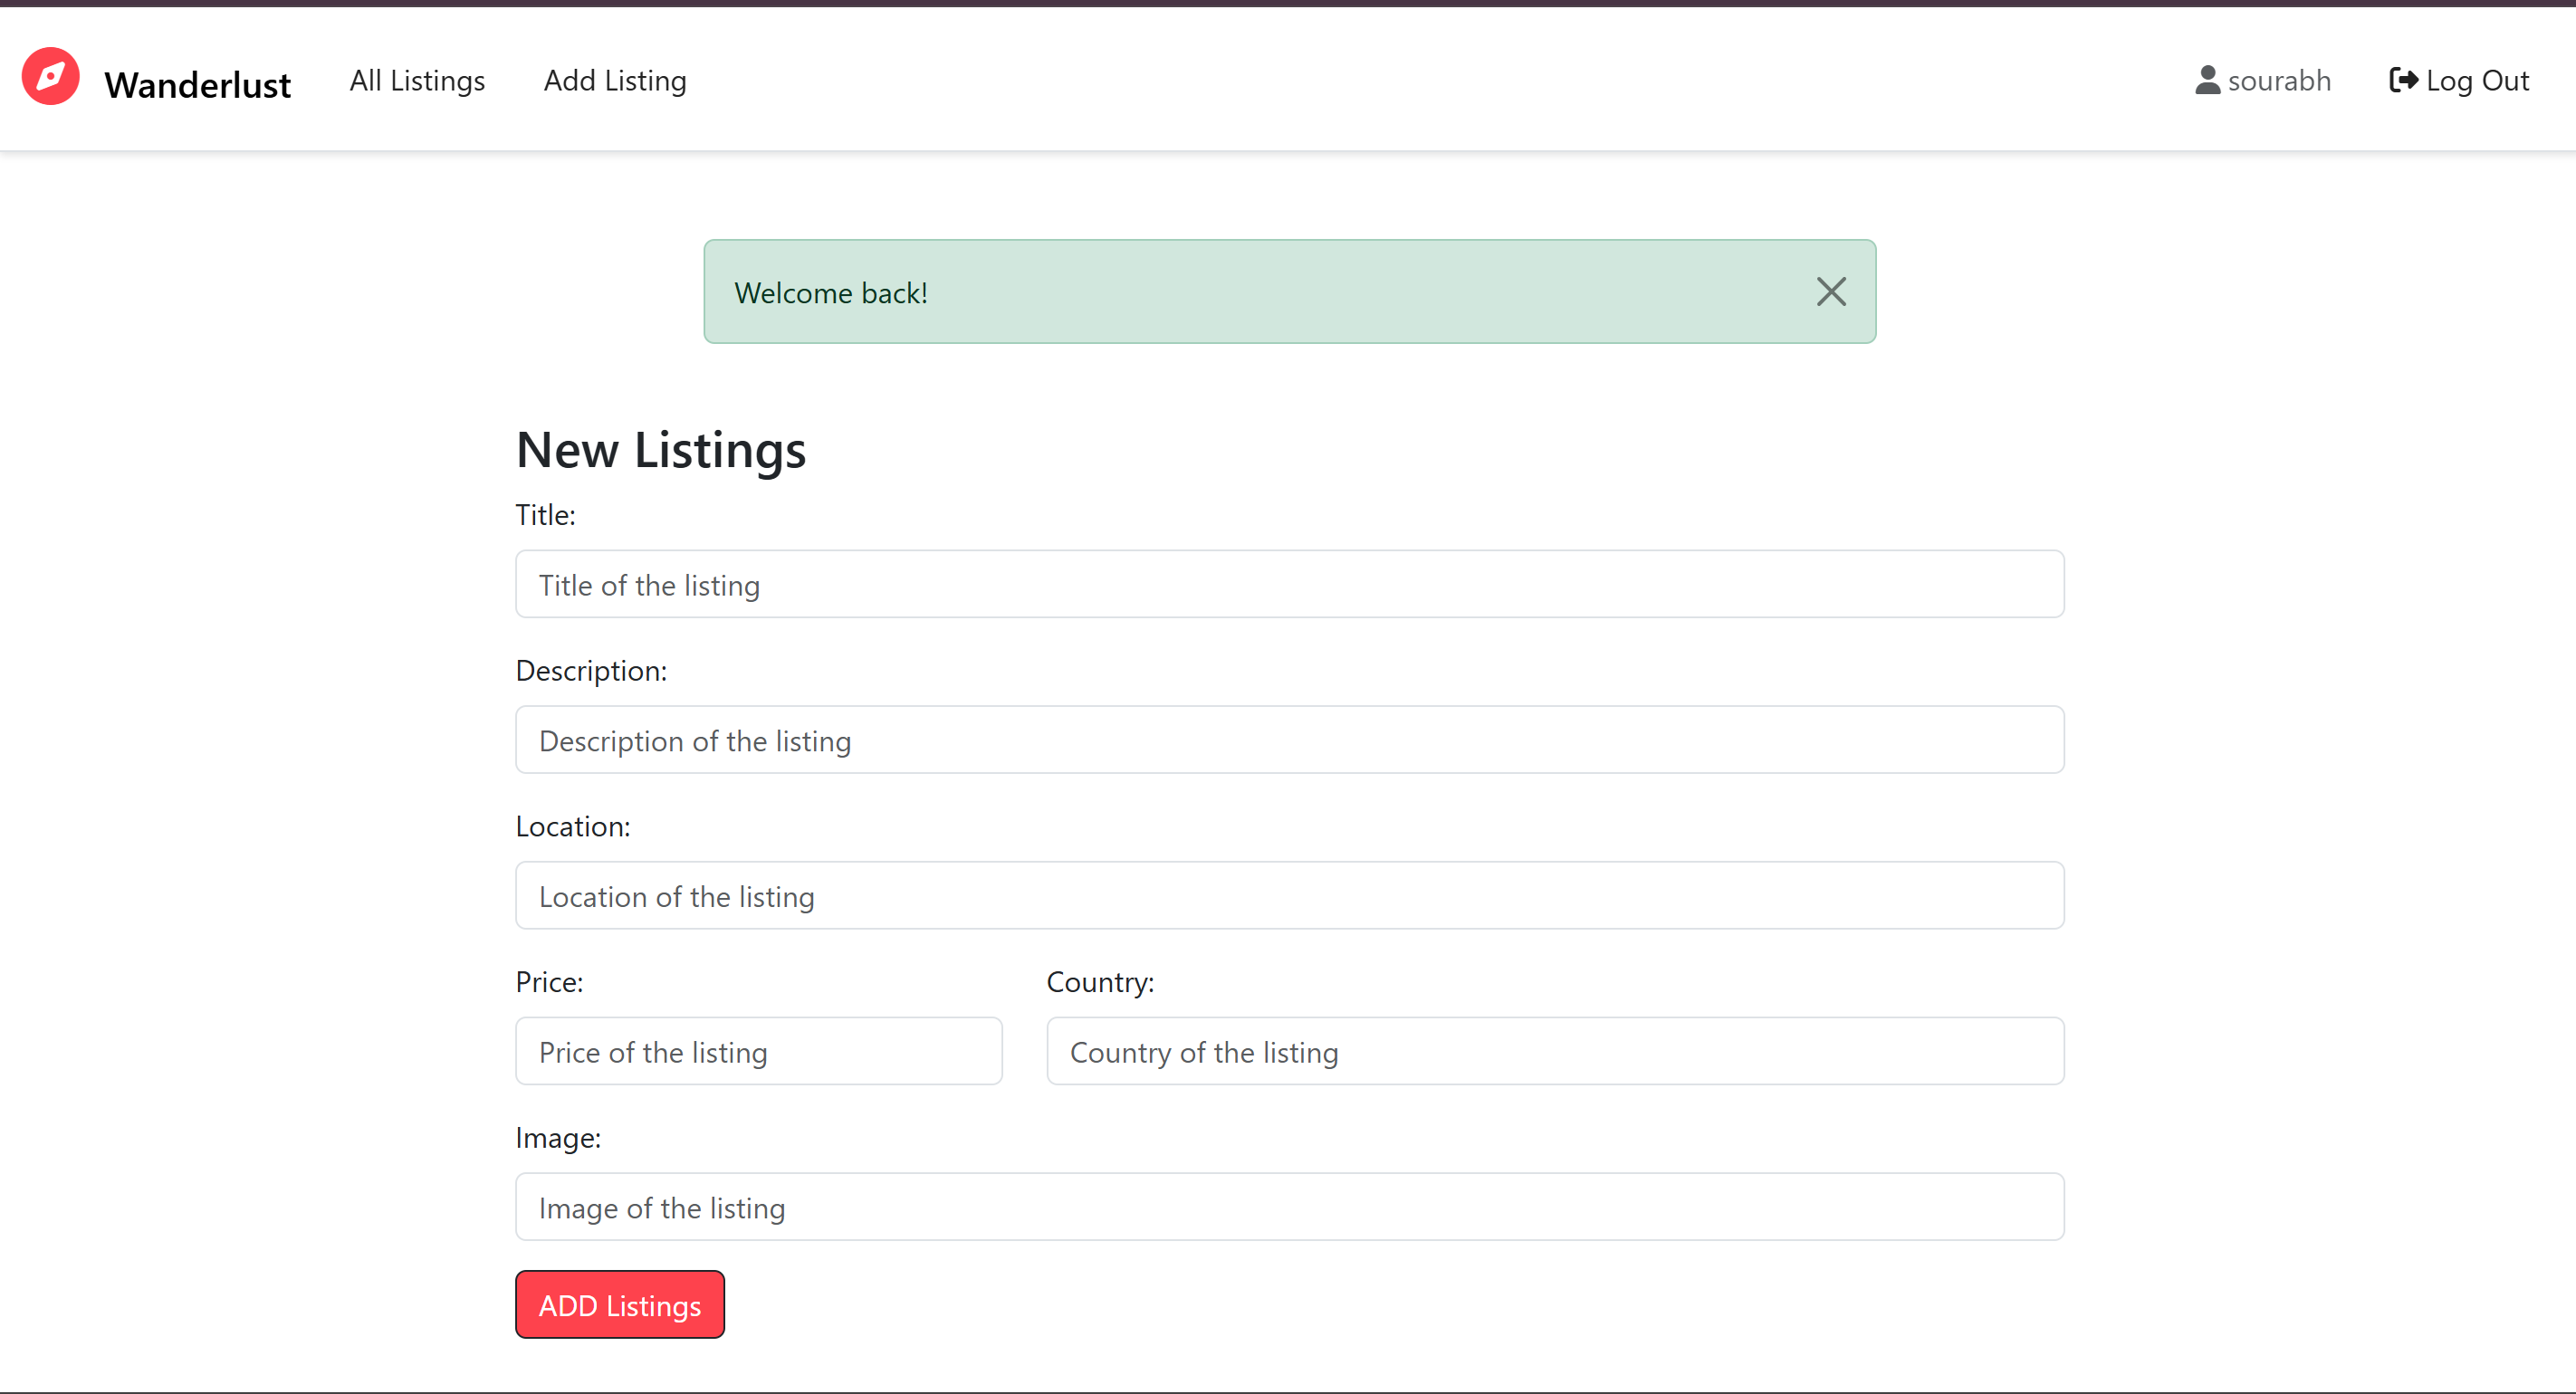 Wanderlust All Listings Add Listing sourabh Log Out
Welcome back!
New Listings
Title:
Title of the listing
Description:
Description of the listing
Location:
Location of the listing
Price: Country:
Price of the listing Country of the listing
Image:
Image of the listing
ADD Listings